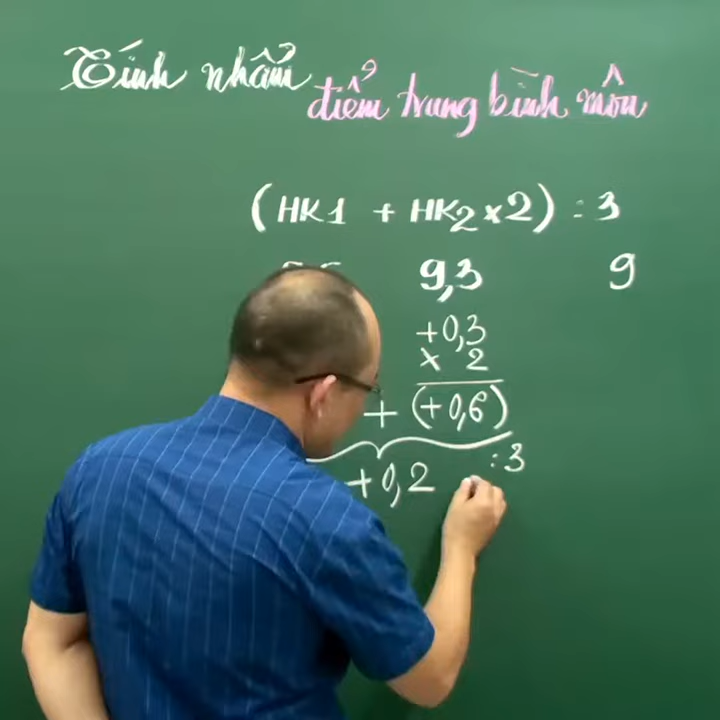 Tính nhẩm
điểm trung bình môn
(HK1 + HK2 x 2) : 3
9,3 9
+0,3
x 2
+ (+0,6)
+0,2 : 3